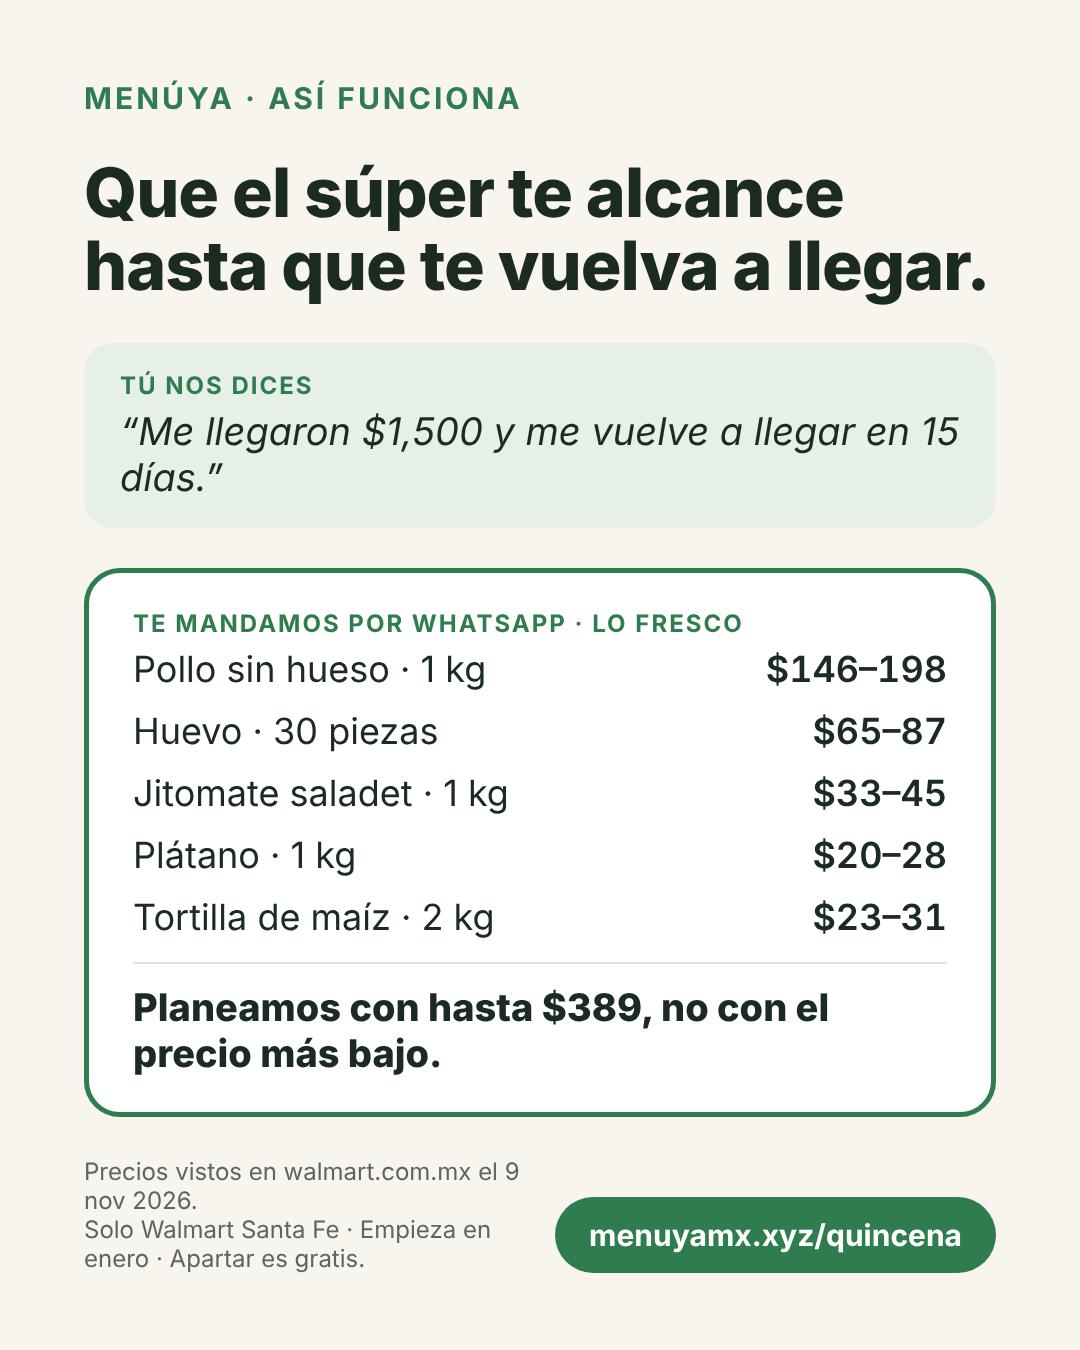 MENÚYA · ASÍ FUNCIONA
Que el súper te alcance
hasta que te vuelva a llegar.
TÚ NOS DICES
“Me llegaron $1,500 y me vuelve a llegar en 15
días.”
TE MANDAMOS POR WHATSAPP · LO FRESCO
Pollo sin hueso · 1 kg $146–198
Huevo · 30 piezas $65–87
Jitomate saladet · 1 kg $33–45
Plátano · 1 kg $20–28
Tortilla de maíz · 2 kg $23–31
Planeamos con hasta $389, no con el
precio más bajo.
Precios vistos en walmart.com.mx el 9
nov 2026.
Solo Walmart Santa Fe · Empieza en
enero · Apartar es gratis.
menuyamx.xyz/quincena